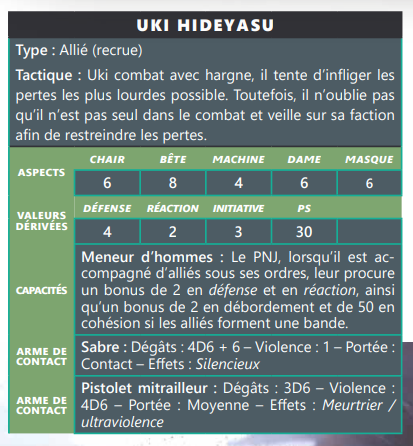 UKI HIDEYASU
Type : Allié (recrue)
Tactique : Uki combat avec hargne, il tente d'infliger les
pertes les plus lourdes possible. Toutefois, il n'oublie pas
qu'il n'est pas seul dans le combat et veille sur sa faction
afin de restreindre les pertes.
ASPECTS
CHAIR BÊTE MACHINE DAME MASQUE
6 8 4 6 6
VALEURS
DÉRIVÉES
DÉFENSE RÉACTION INITIATIVE PS
4 2 3 30
CAPACITÉS
Meneur d'hommes : Le PNJ, lorsqu'il est ac-
compagné d'alliés sous ses ordres, leur procure
un bonus de 2 en défense et en réaction, ainsi
qu'un bonus de 2 en débordement et de 50 en
cohésion si les alliés forment une bande.
ARME DE
CONTACT
Sabre : Dégâts : 4D6 + 6 – Violence : 1 – Portée :
Contact – Effets : Silencieux
ARME DE
CONTACT
Pistolet mitrailleur : Dégâts : 3D6 – Violence :
4D6 – Portée : Moyenne – Effets : Meurtrier /
ultraviolence